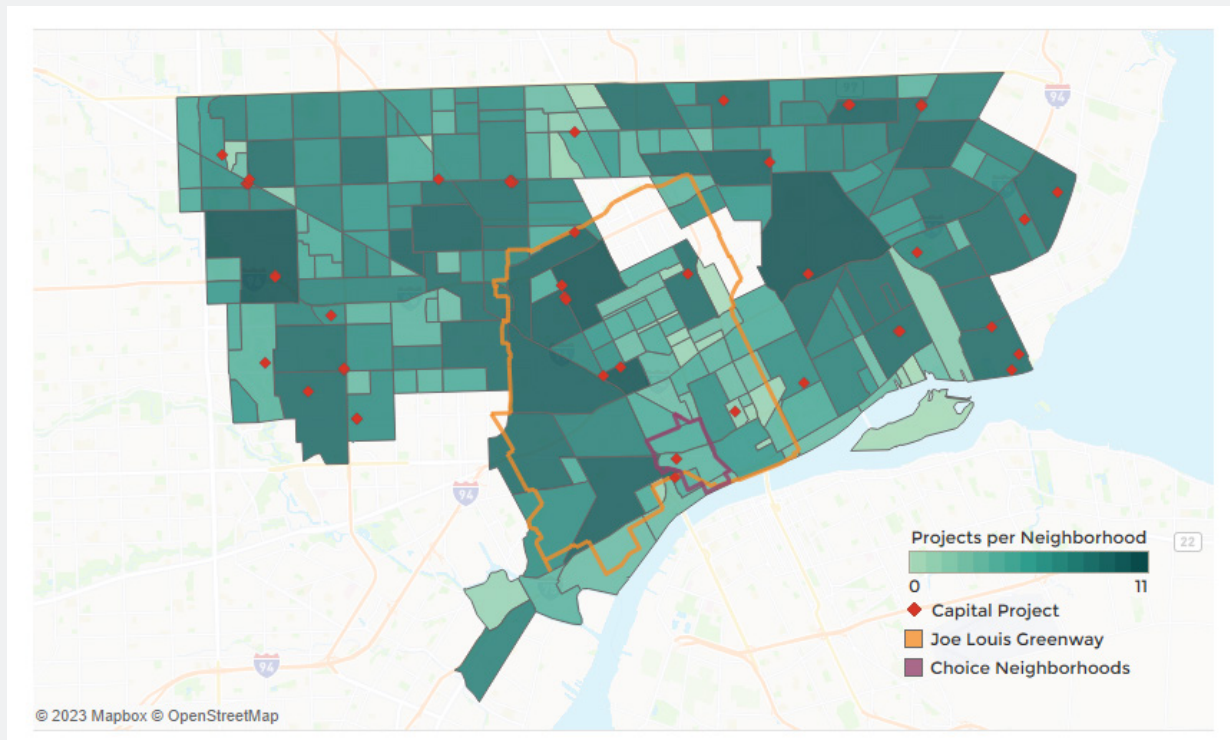 97
94
94
94
22
Projects per Neighborhood
0 11
Capital Project
Joe Louis Greenway
Choice Neighborhoods
© 2023 Mapbox © OpenStreetMap